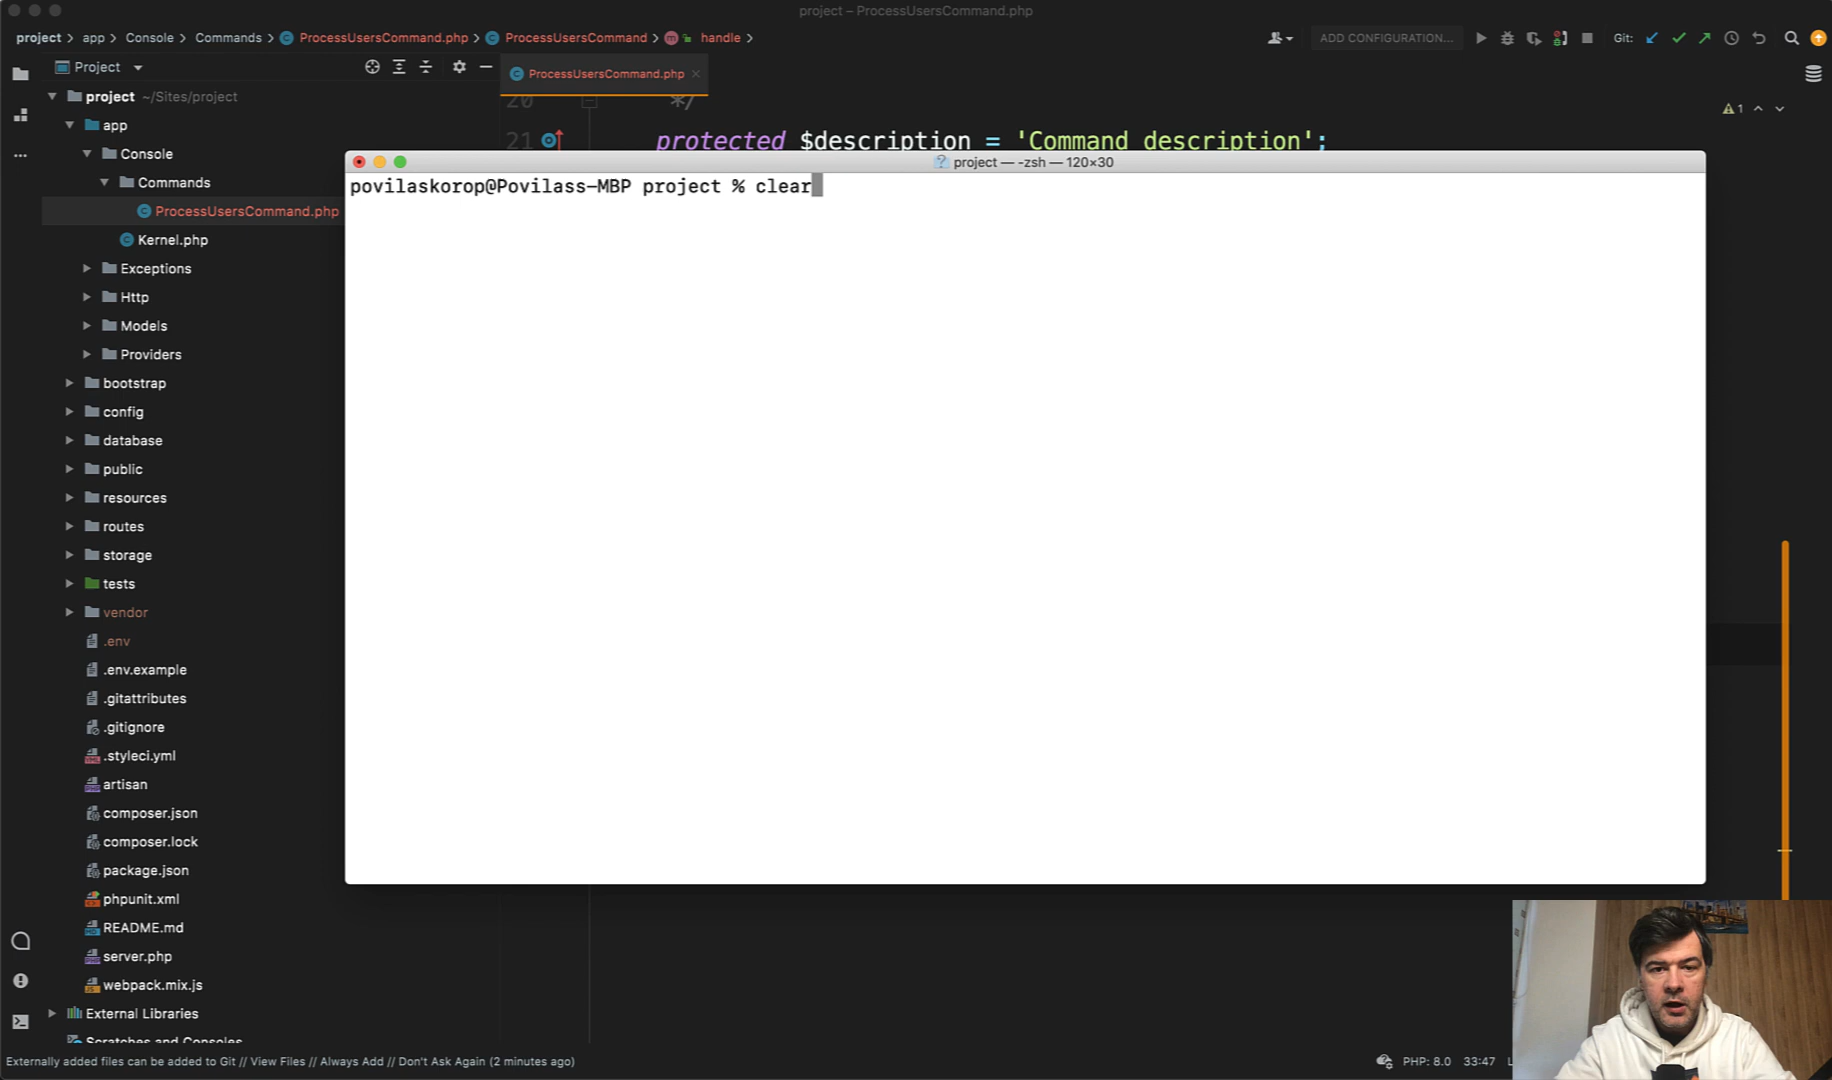 project – ProcessUsersCommand.php
project > app > Console > Commands > ProcessUsersCommand.php > ProcessUsersCommand > handle >
ADD CONFIGURATION...
Git:
Project
ProcessUsersCommand.php
project ~/Sites/project
app
Console
Commands
ProcessUsersCommand.php
Kernel.php
Exceptions
Http
Models
Providers
bootstrap
config
database
public
resources
routes
storage
tests
vendor
.env
.env.example
.gitattributes
.gitignore
.styleci.yml
artisan
composer.json
composer.lock
package.json
phpunit.xml
README.md
server.php
webpack.mix.js
External Libraries
Scratches and Consoles
20 */
21 protected $description = 'Command description';
1
project — -zsh — 120×30
povilaskorop@Povilass-MBP project % clear
Externally added files can be added to Git // View Files // Always Add // Don't Ask Again (2 minutes ago)
PHP: 8.0 33:47